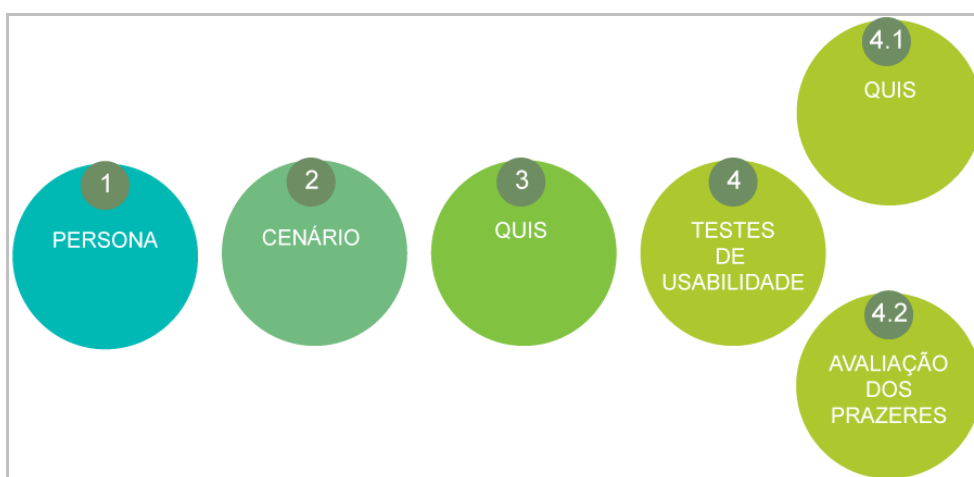 1
PERSONA
2
CENÁRIO
3
QUIS
4
TESTES
DE
USABILIDADE
4.1
QUIS
4.2
AVALIAÇÃO
DOS
PRAZERES